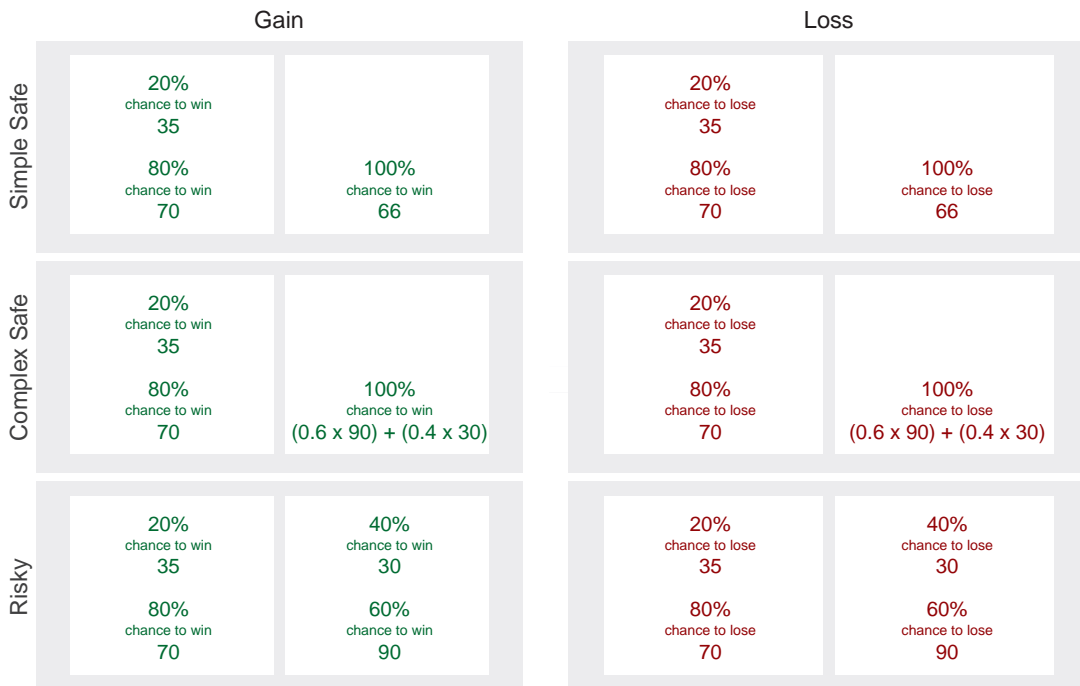 Gain
Loss
Simple Safe
20%
chance to win
35
80%
chance to win
70
100%
chance to win
66
20%
chance to lose
35
80%
chance to lose
70
100%
chance to lose
66
Complex Safe
20%
chance to win
35
80%
chance to win
70
100%
chance to win
(0.6 x 90) + (0.4 x 30)
20%
chance to lose
35
80%
chance to lose
70
100%
chance to lose
(0.6 x 90) + (0.4 x 30)
Risky
20%
chance to win
35
80%
chance to win
70
40%
chance to win
30
60%
chance to win
90
20%
chance to lose
35
80%
chance to lose
70
40%
chance to lose
30
60%
chance to lose
90